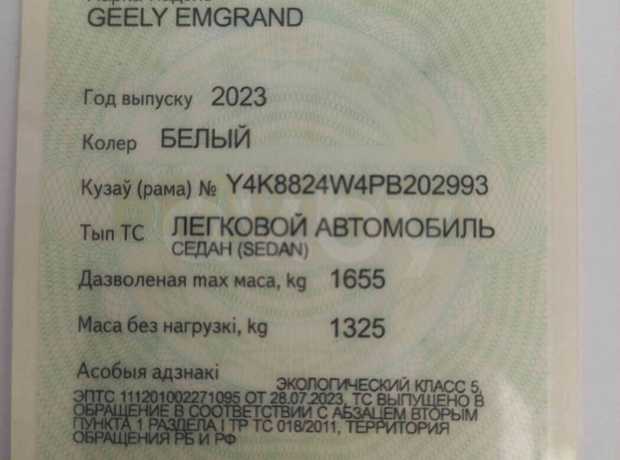 GEELY EMGRAND
Год выпуску 2023
Колер БЕЛЫЙ
Кузаў (рама) № Y4K8824W4PB202993
Тып ТС ЛЕГКОВОЙ АВТОМОБИЛЬ
СЕДАН (SEDAN)
Дазволеная max маса, kg 1655
Маса без нагрузкі, kg 1325
Асобыя адзнакі
ЭКОЛОГИЧЕСКИЙ КЛАСС 5,
ЭПТС 111201002271095 ОТ 28.07.2023, ТС ВЫПУЩЕНО В
ОБРАЩЕНИЕ В СООТВЕТСТВИИ С АБЗАЦЕМ ВТОРЫМ
ПУНКТА 1 РАЗДЕЛА I ТР ТС 018/2011, ТЕРРИТОРИЯ
ОБРАЩЕНИЯ РБ И РФ